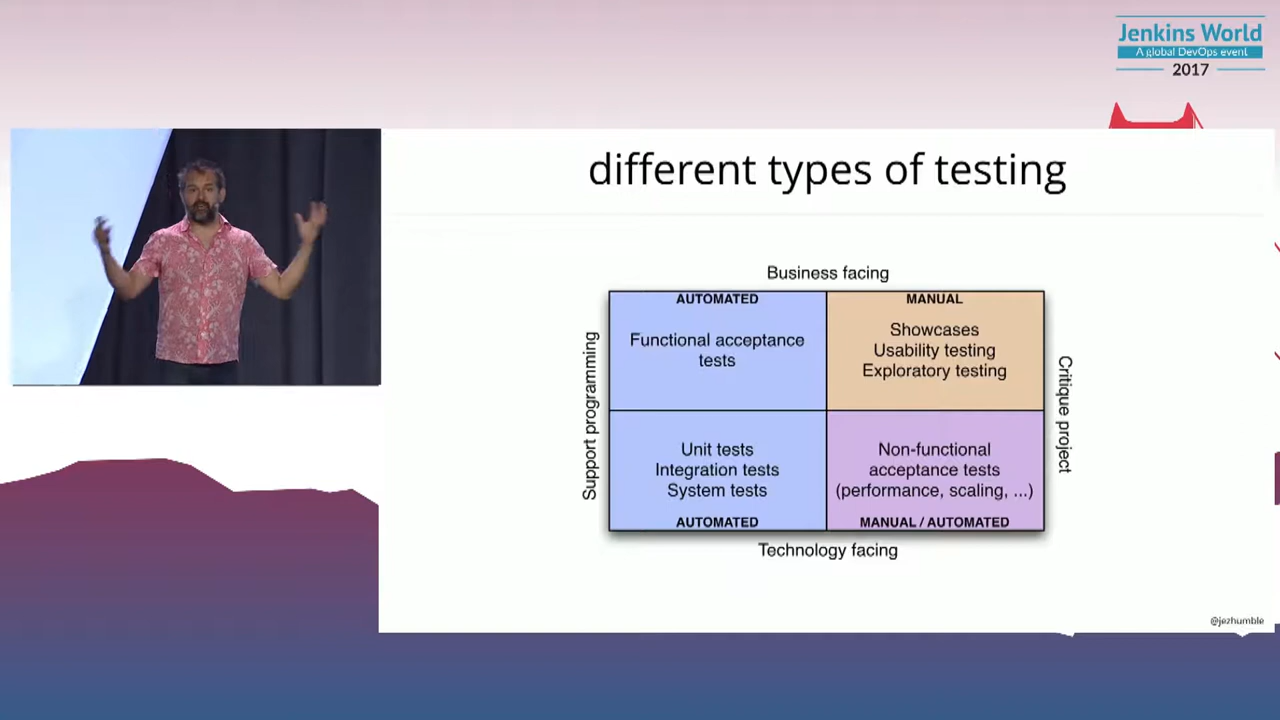 Jenkins World
A global DevOps event
2017
different types of testing
Business facing
AUTOMATED
Functional acceptance
tests
MANUAL
Showcases
Usability testing
Exploratory testing
Support programming
Critique project
Unit tests
Integration tests
System tests
AUTOMATED
Non-functional
acceptance tests
(performance, scaling, ...)
MANUAL / AUTOMATED
Technology facing
@jezhumble